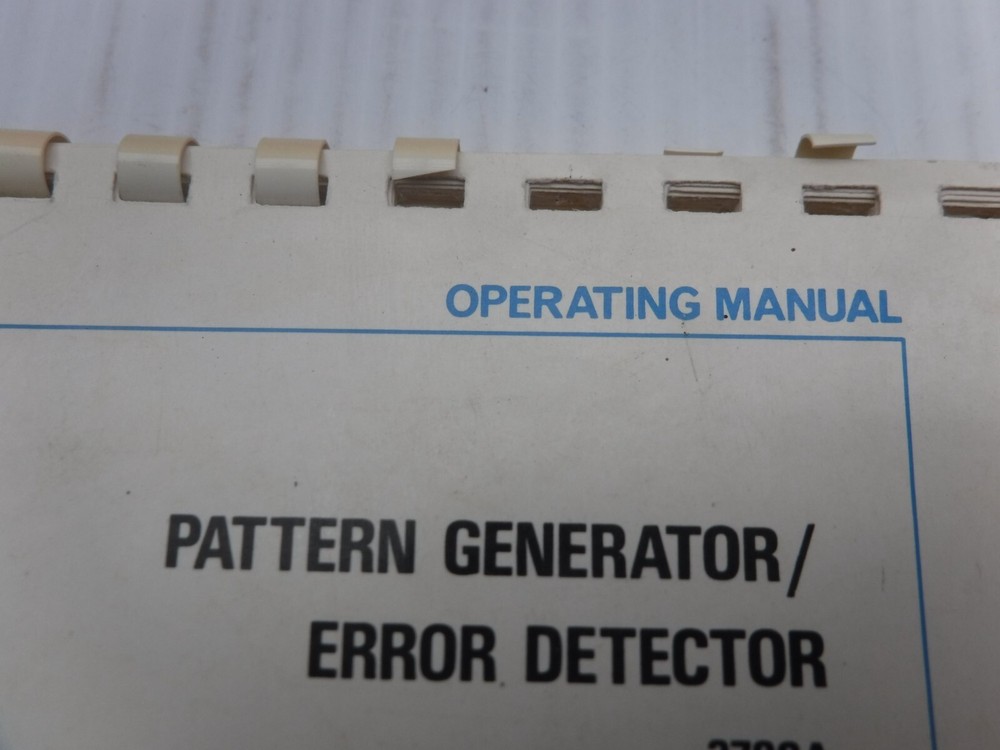 OPERATING MANUAL
PATTERN GENERATOR/
ERROR DETECTOR